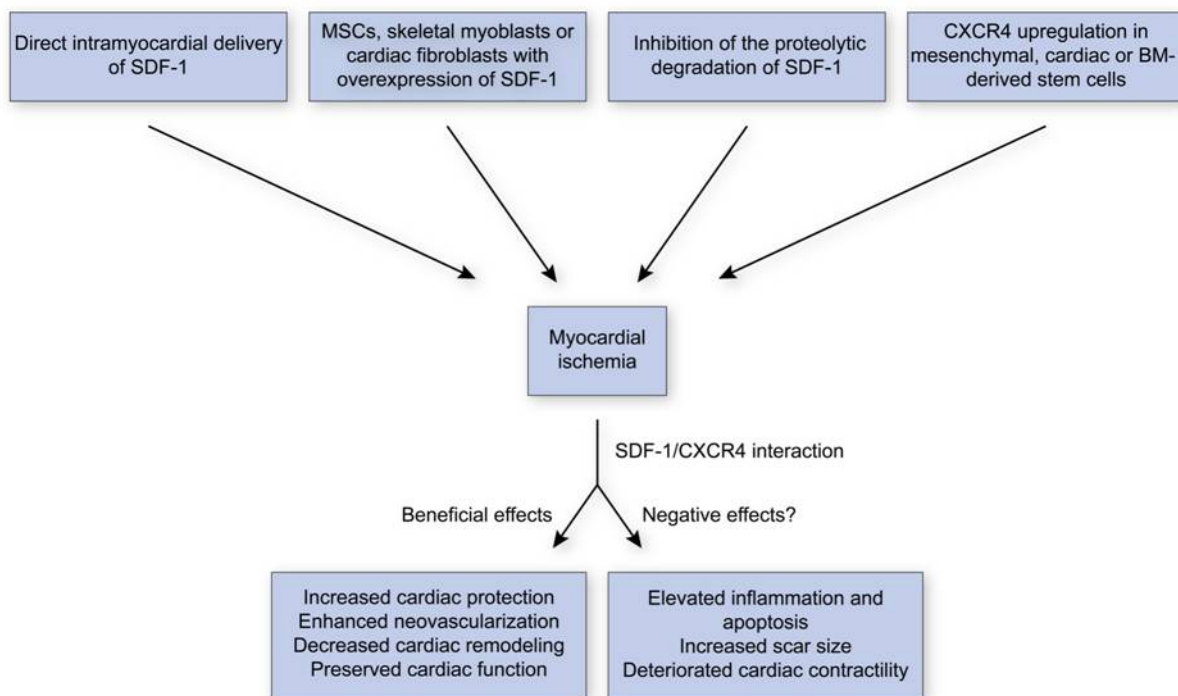 Direct intramyocardial delivery
of SDF-1
MSCs, skeletal myoblasts or
cardiac fibroblasts with
overexpression of SDF-1
Inhibition of the proteolytic
degradation of SDF-1
CXCR4 upregulation in
mesenchymal, cardiac or BM-
derived stem cells
Myocardial
ischemia
SDF-1/CXCR4 interaction
Beneficial effects
Negative effects?
Increased cardiac protection
Enhanced neovascularization
Decreased cardiac remodeling
Preserved cardiac function
Elevated inflammation and
apoptosis
Increased scar size
Deteriorated cardiac contractility